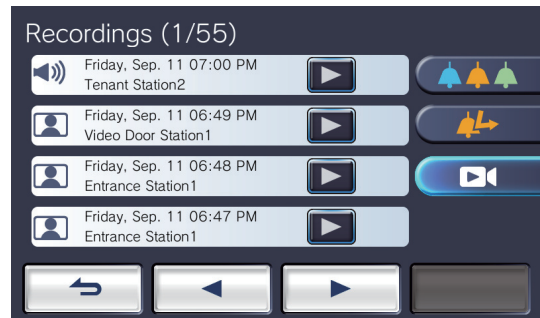 Recordings (1/55)
Friday, Sep. 11 07:00 PM
Tenant Station2
Friday, Sep. 11 06:49 PM
Video Door Station1
Friday, Sep. 11 06:48 PM
Entrance Station1
Friday, Sep. 11 06:47 PM
Entrance Station1